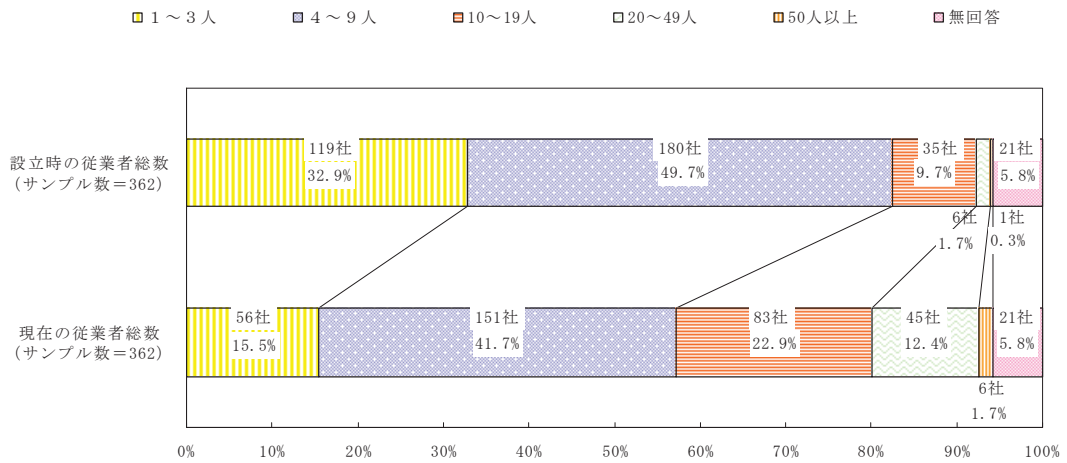 １～３人
４～９人
10～19人
20～49人
50人以上
無回答
設立時の従業者総数
（サンプル数＝362）
119社
32.9%
180社
49.7%
35社
9.7%
6社
1.7%
1社
0.3%
21社
5.8%
現在の従業者総数
（サンプル数＝362）
56社
15.5%
151社
41.7%
83社
22.9%
45社
12.4%
6社
1.7%
21社
5.8%
0% 10% 20% 30% 40% 50% 60% 70% 80% 90% 100%